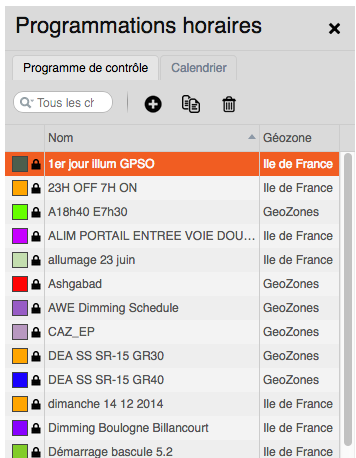 Programmations horaires
Programme de contrôle Calendrier
Tous les ch
Nom Géozone
1er jour illum GPSO Ile de France
23H OFF 7H ON Ile de France
A18h40 E7h30 GeoZones
ALIM PORTAIL ENTREE VOIE DOU... Ile de France
allumage 23 juin Ile de France
Ashgabad GeoZones
AWE Dimming Schedule GeoZones
CAZ_EP GeoZones
DEA SS SR-15 GR30 GeoZones
DEA SS SR-15 GR40 GeoZones
dimanche 14 12 2014 Ile de France
Dimming Boulogne Billancourt Ile de France
Démarrage bascule 5.2 Ile de France